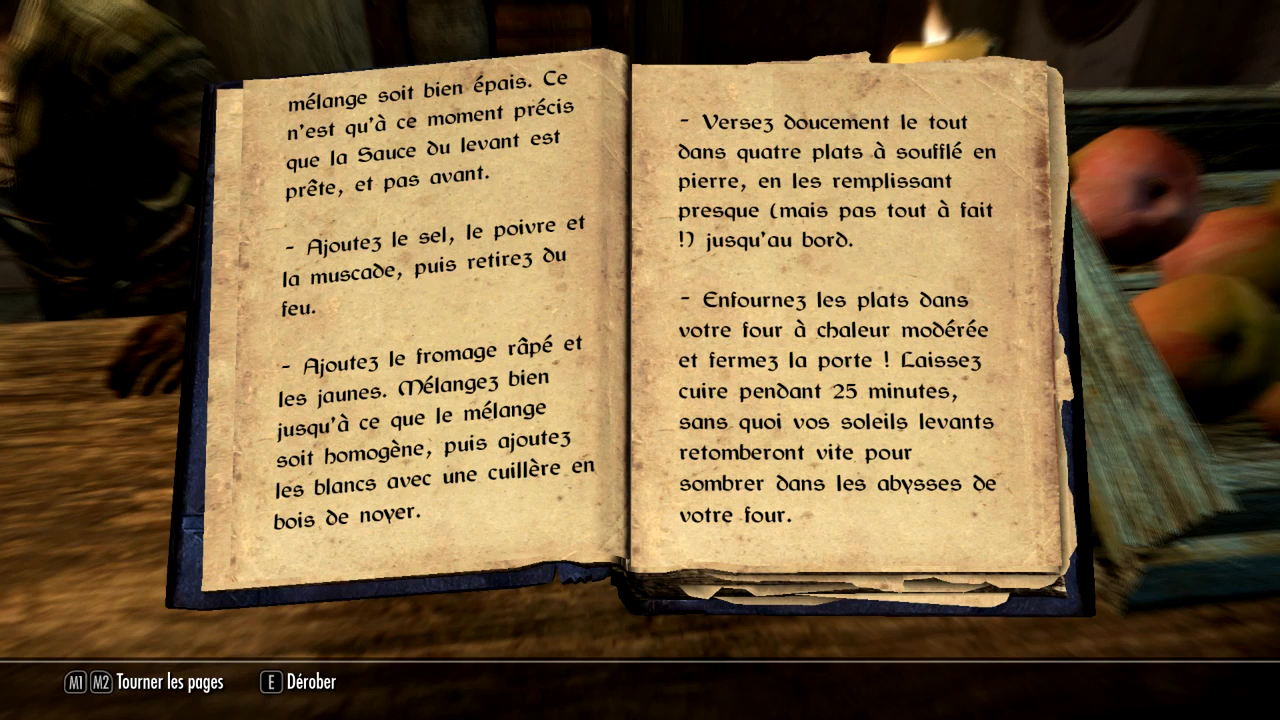 mélange soit bien épais. Ce
n'est qu'à ce moment précis
que la Sauce du levant est
prête, et pas avant.
- Ajoutez le sel, le poivre et
la muscade, puis retirez du
feu.
- Ajoutez le fromage râpé et
les jaunes. Mélangez bien
jusqu'à ce que le mélange
soit homogène, puis ajoutez
les blancs avec une cuillère en
bois de noyer.
- Versez doucement le tout
dans quatre plats à soufflé en
pierre, en les remplissant
presque (mais pas tout à fait
!) jusqu'au bord.
- Enfournez les plats dans
votre four à chaleur modérée
et fermez la porte ! Laissez
cuire pendant 25 minutes,
sans quoi vos soleils levants
retomberont vite pour
sombrer dans les abysses de
votre four.
M1 M2 Tourner les pages E Dérober